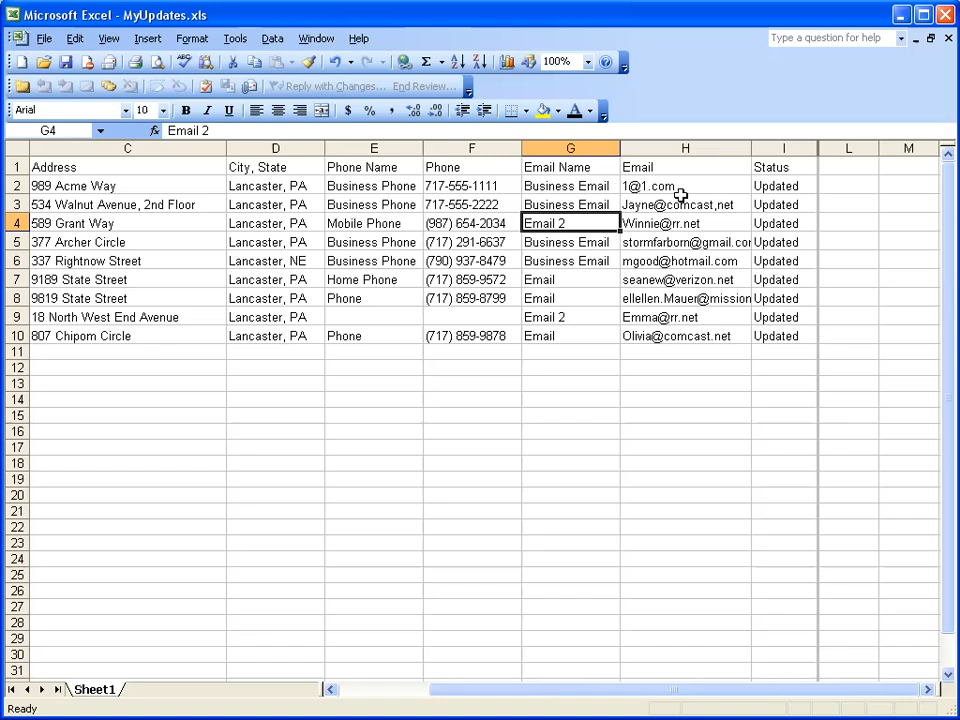 Microsoft Excel - MyUpdates.xls
File Edit View Insert Format Tools Data Window Help Type a question for help
100%
Reply with Changes... End Review...
Arial 10 B I U $ % ,
G4 fx Email 2
C D E F G H I L M
1 Address City, State Phone Name Phone Email Name Email Status
2 989 Acme Way Lancaster, PA Business Phone 717-555-1111 Business Email 1@1.com Updated
3 534 Walnut Avenue, 2nd Floor Lancaster, PA Business Phone 717-555-2222 Business Email Jayne@comcast,net Updated
4 589 Grant Way Lancaster, PA Mobile Phone (987) 654-2034 Email 2 Winnie@rr.net Updated
5 377 Archer Circle Lancaster, PA Business Phone (717) 291-6637 Business Email stormfarborn@gmail.cor Updated
6 337 Rightnow Street Lancaster, NE Business Phone (790) 937-8479 Business Email mgood@hotmail.com Updated
7 9189 State Street Lancaster, PA Home Phone (717) 859-9572 Email seanew@verizon.net Updated
8 9819 State Street Lancaster, PA Phone (717) 859-8799 Email ellellen.Mauer@mission Updated
9 18 North West End Avenue Lancaster, PA Email 2 Emma@rr.net Updated
10 807 Chipom Circle Lancaster, PA Phone (717) 859-9878 Email Olivia@comcast.net Updated
11
12
13
14
15
16
17
18
19
20
21
22
23
24
25
26
27
28
29
30
31
Sheet1
Ready